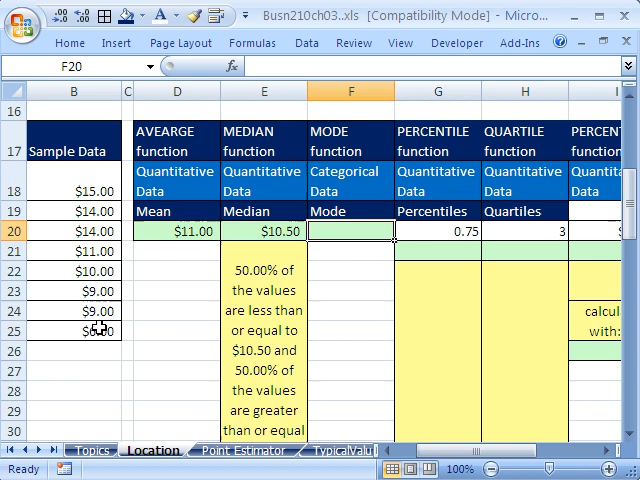 Busn210ch03..xls [Compatibility Mode] - Micro...
Home Insert Page Layout Formulas Data Review Developer Add-Ins
F20 fx
B C D E F G H I
16
17 Sample Data AVEARGE function MEDIAN function MODE function PERCENTILE function QUARTILE function PERCENT function
18 $15.00 Quantitative Data Quantitative Data Categorical Data Quantitative Data Quantitative Data Data
19 $14.00 Mean Median Mode Percentiles Quartiles
20 $14.00 $11.00 $10.50 0.75 3 $
21 $11.00
22 $10.00 50.00% of
23 $9.00 the values
24 $9.00 are less than calcul
25 or equal to with:
26 $10.50 and
27 50.00% of
28 the values
29 are greater
30 than or equal
Topics Location Point Estimator TypicalValu
Ready 100%